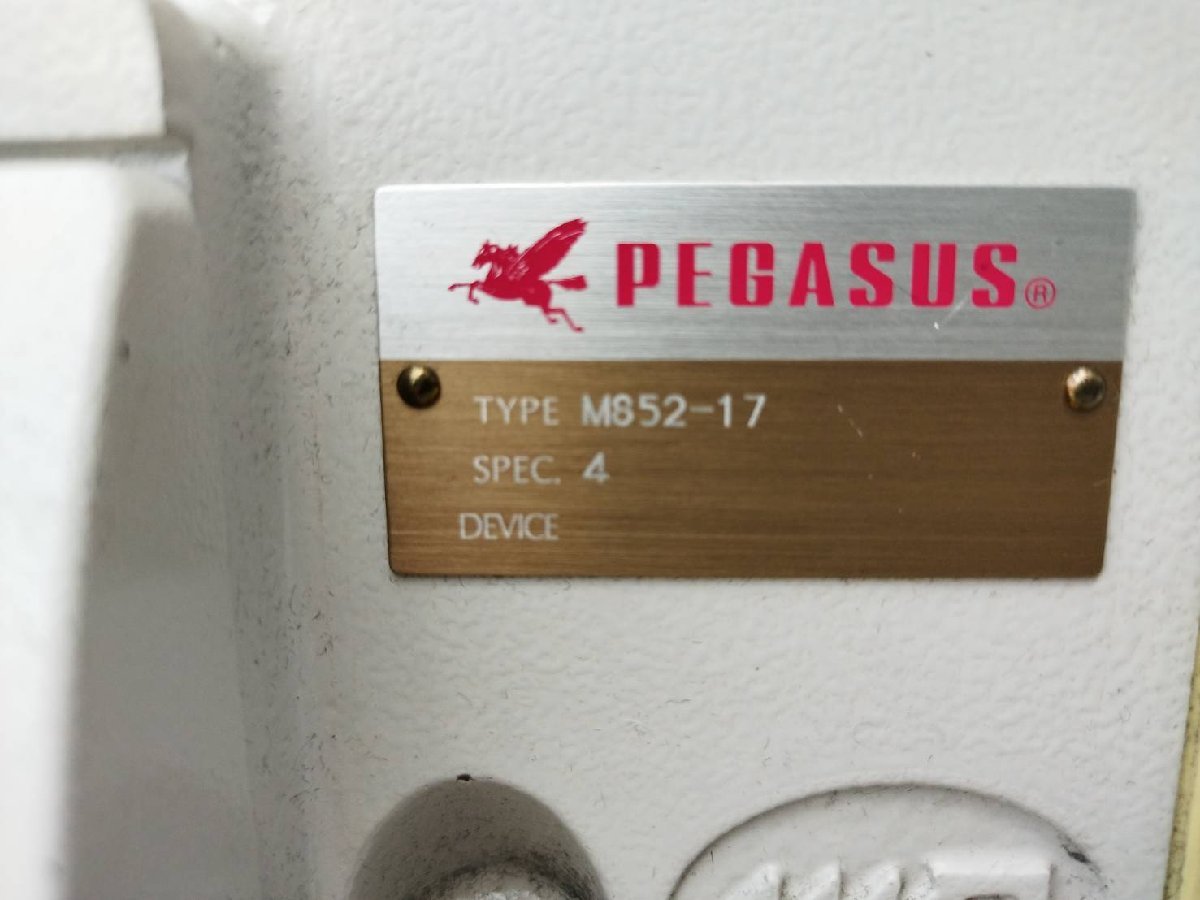 PEGASUS®
TYPE M852-17
SPEC. 4
DEVICE